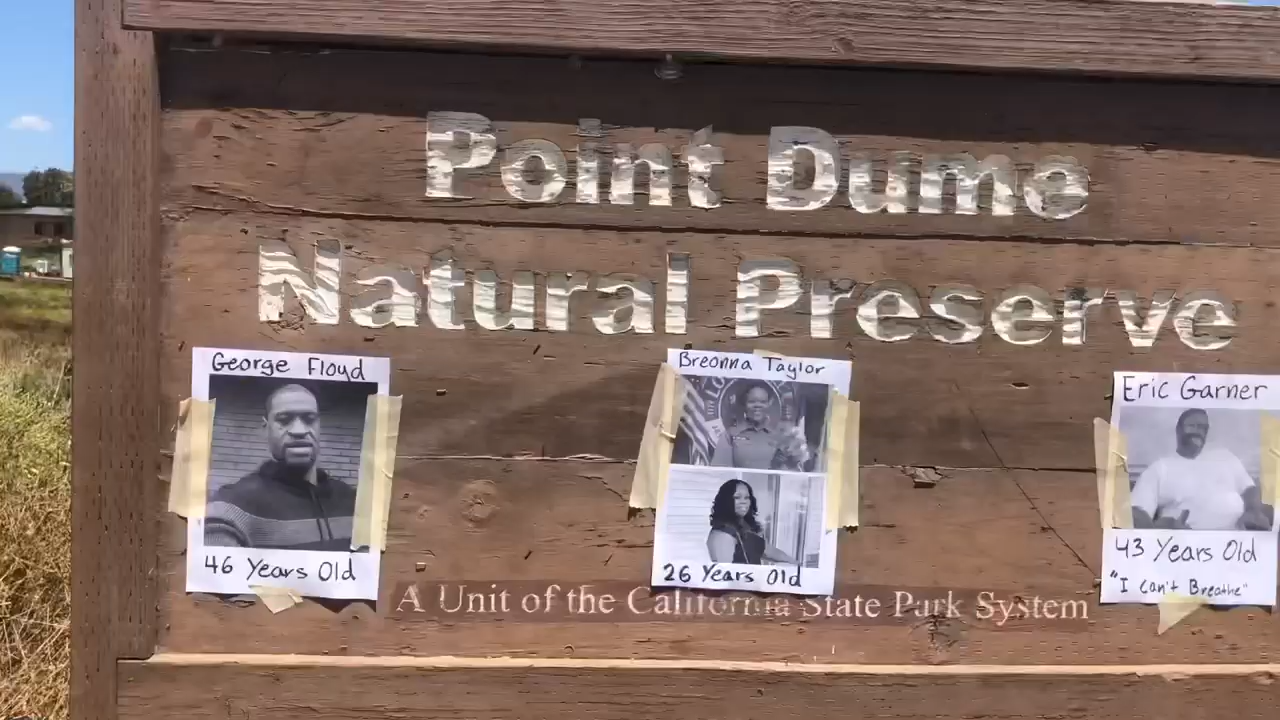 Point Dume
Natural Preserve
George Floyd
46 Years Old
Breonna Taylor
26 Years Old
Eric Garner
43 Years Old
"I Can't Breathe"
A Unit of the California State Park System